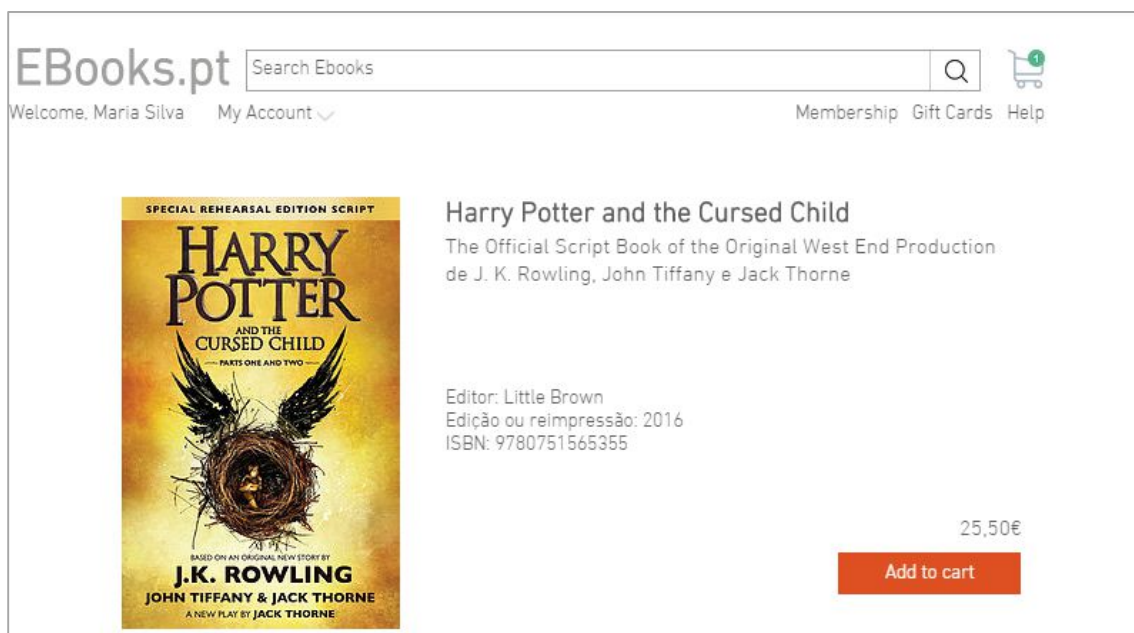 EBooks.pt
Search Ebooks
1
Welcome, Maria Silva
My Account
Membership
Gift Cards
Help
SPECIAL REHEARSAL EDITION SCRIPT
HARRY
POTTER
AND THE
CURSED CHILD
PARTS ONE AND TWO
BASED ON AN ORIGINAL NEW STORY BY
J.K. ROWLING
JOHN TIFFANY & JACK THORNE
A NEW PLAY BY JACK THORNE
Harry Potter and the Cursed Child
The Official Script Book of the Original West End Production
de J. K. Rowling, John Tiffany e Jack Thorne
Editor: Little Brown
Edição ou reimpressão: 2016
ISBN: 9780751565355
25,50€
Add to cart